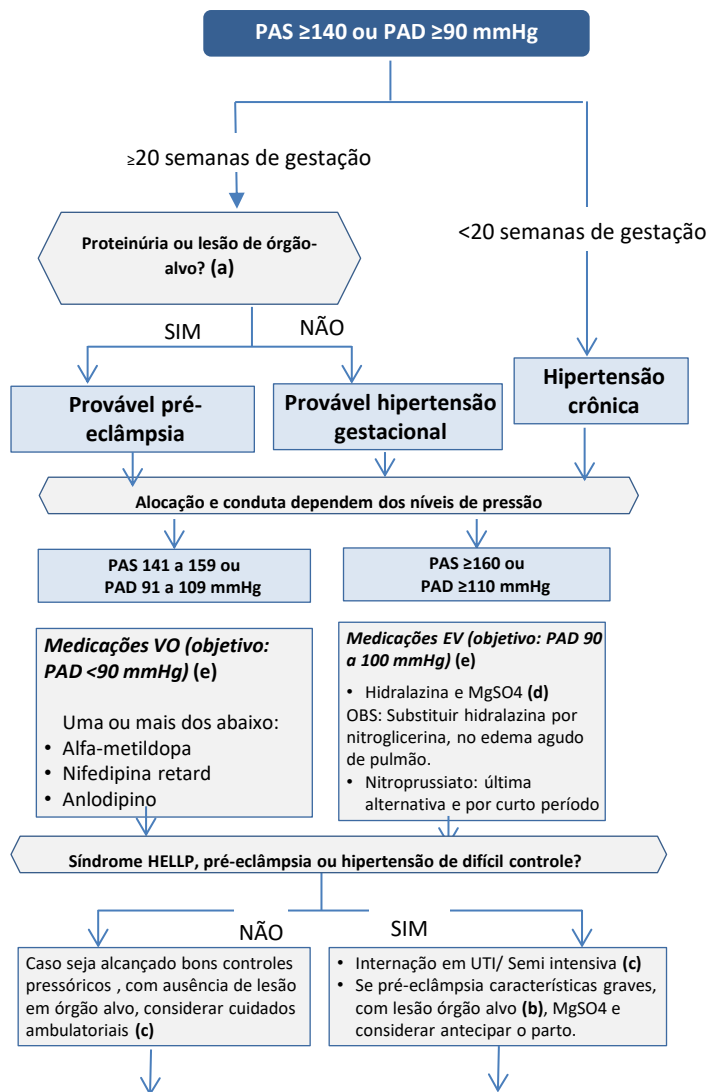 PAS ≥140 ou PAD ≥90 mmHg
≥20 semanas de gestação
<20 semanas de gestação
Proteinúria ou lesão de órgão-
alvo? (a)
SIM
NÃO
Provável pré-
eclâmpsia
Provável hipertensão
gestacional
Hipertensão
crônica
Alocação e conduta dependem dos níveis de pressão
PAS 141 a 159 ou
PAD 91 a 109 mmHg
PAS ≥160 ou
PAD ≥110 mmHg
Medicações VO (objetivo:
PAD <90 mmHg) (e)
Uma ou mais dos abaixo:
• Alfa-metildopa
• Nifedipina retard
• Anlodipino
Medicações EV (objetivo: PAD 90
a 100 mmHg) (e)
• Hidralazina e MgSO4 (d)
OBS: Substituir hidralazina por
nitroglicerina, no edema agudo
de pulmão.
• Nitroprussiato: última
alternativa e por curto período
Síndrome HELLP, pré-eclâmpsia ou hipertensão de difícil controle?
NÃO
SIM
Caso seja alcançado bons controles
pressóricos , com ausência de lesão
em órgão alvo, considerar cuidados
ambulatoriais (c)
• Internação em UTI/ Semi intensiva (c)
• Se pré-eclâmpsia características graves,
com lesão órgão alvo (b), MgSO4 e
considerar antecipar o parto.